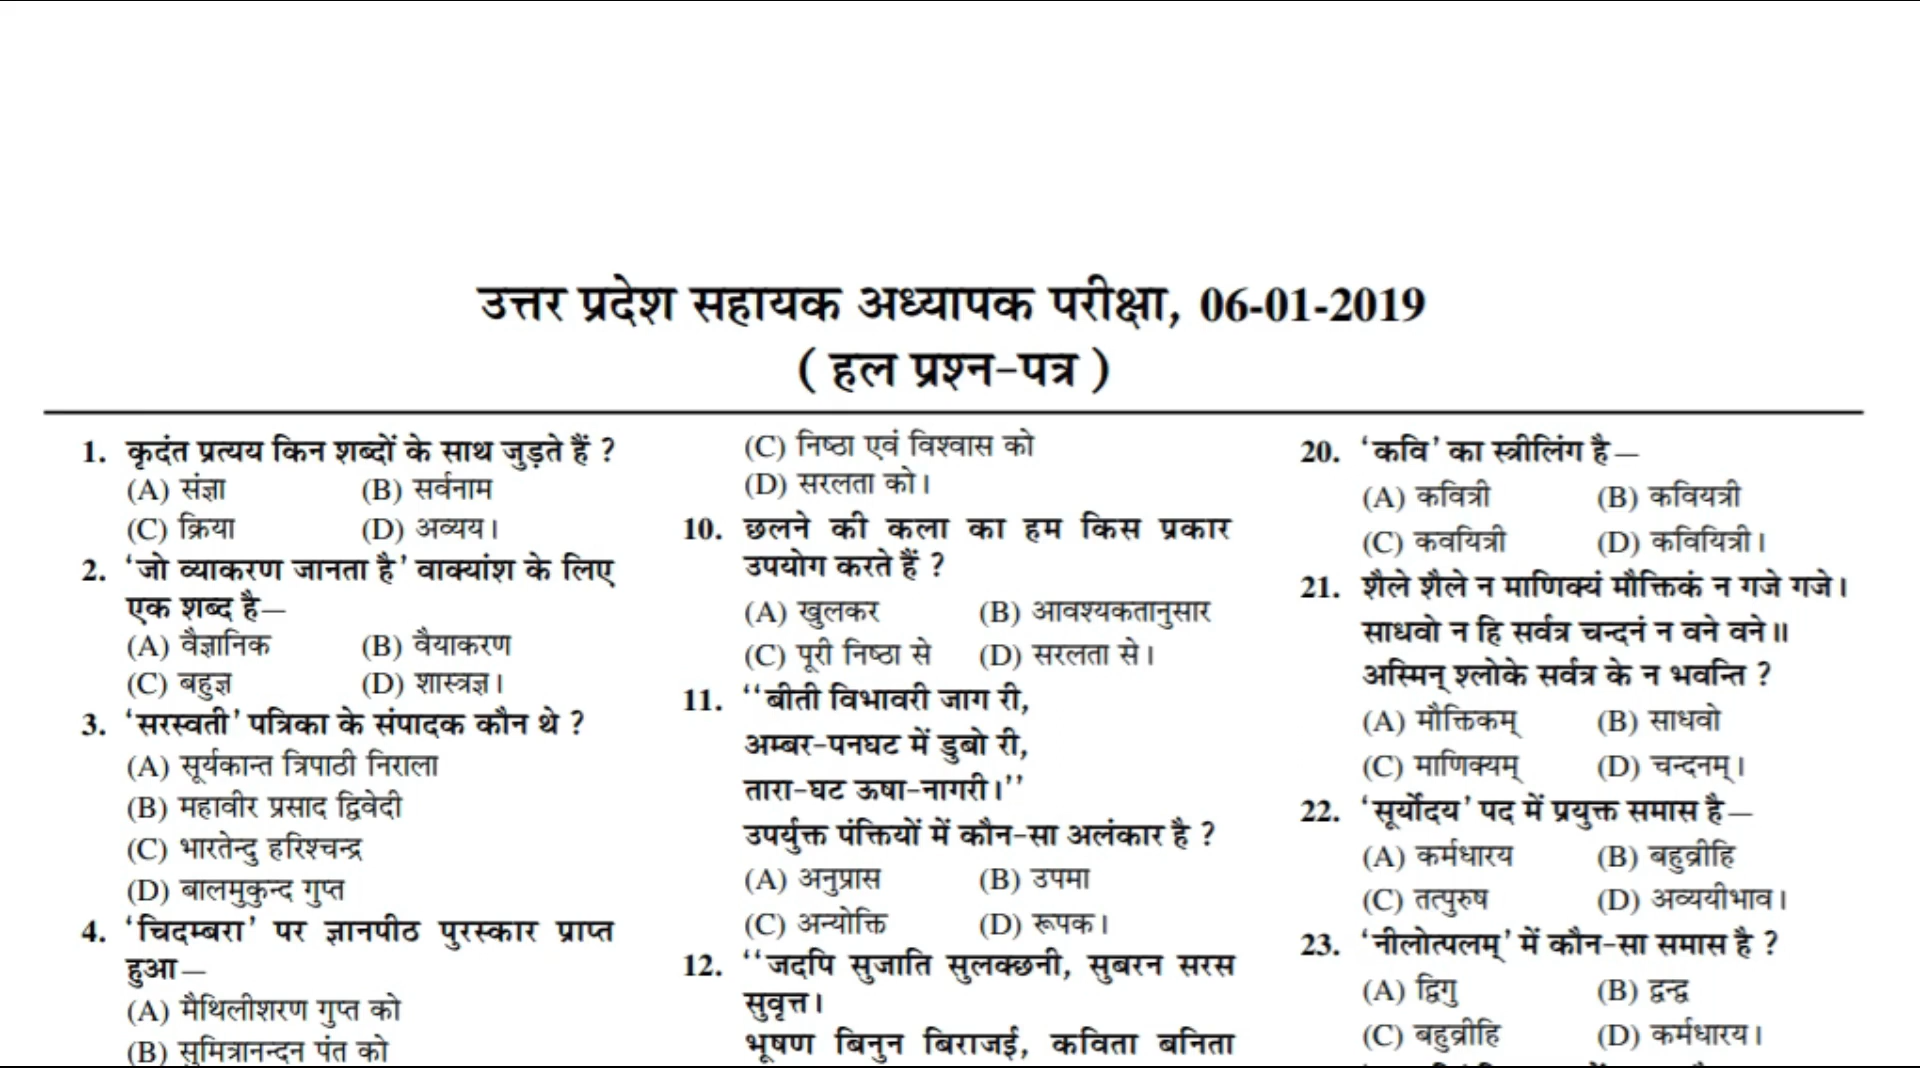 उत्तर प्रदेश सहायक अध्यापक परीक्षा, 06-01-2019
( हल प्रश्न-पत्र )
1. कृदंत प्रत्यय किन शब्दों के साथ जुड़ते हैं ?
(A) संज्ञा (B) सर्वनाम
(C) क्रिया (D) अव्यय।
2. ‘जो व्याकरण जानता है’ वाक्यांश के लिए
एक शब्द है—
(A) वैज्ञानिक (B) वैयाकरण
(C) बहुज्ञ (D) शास्त्रज्ञ।
3. ‘सरस्वती’ पत्रिका के संपादक कौन थे ?
(A) सूर्यकान्त त्रिपाठी निराला
(B) महावीर प्रसाद द्विवेदी
(C) भारतेन्दु हरिश्चन्द्र
(D) बालमुकुन्द गुप्त
4. ‘चिदम्बरा’ पर ज्ञानपीठ पुरस्कार प्राप्त
हुआ—
(A) मैथिलीशरण गुप्त को
(B) सुमित्रानन्दन पंत को
(C) निष्ठा एवं विश्वास को
(D) सरलता को।
10. छलने की कला का हम किस प्रकार
उपयोग करते हैं ?
(A) खुलकर (B) आवश्यकतानुसार
(C) पूरी निष्ठा से (D) सरलता से।
11. ‘‘बीती विभावरी जाग री,
अम्बर-पनघट में डुबो री,
तारा-घट ऊषा-नागरी।’’
उपर्युक्त पंक्तियों में कौन-सा अलंकार है ?
(A) अनुप्रास (B) उपमा
(C) अन्योक्ति (D) रूपक।
12. ‘‘जदपि सुजाति सुलक्छनी, सुबरन सरस
सुवृत्त।
भूषण बिनुन बिराजई, कविता बनिता
20. ‘कवि’ का स्त्रीलिंग है—
(A) कवित्री (B) कवियत्री
(C) कवयित्री (D) कवियित्री।
21. शैले शैले न माणिक्यं मौक्तिकं न गजे गजे।
साधवो न हि सर्वत्र चन्दनं न वने वने॥
अस्मिन् श्लोके सर्वत्र के न भवन्ति ?
(A) मौक्तिकम् (B) साधवो
(C) माणिक्यम् (D) चन्दनम्।
22. ‘सूर्योदय’ पद में प्रयुक्त समास है—
(A) कर्मधारय (B) बहुव्रीहि
(C) तत्पुरुष (D) अव्ययीभाव।
23. ‘नीलोत्पलम्’ में कौन-सा समास है ?
(A) द्विगु (B) द्वन्द्व
(C) बहुव्रीहि (D) कर्मधारय।